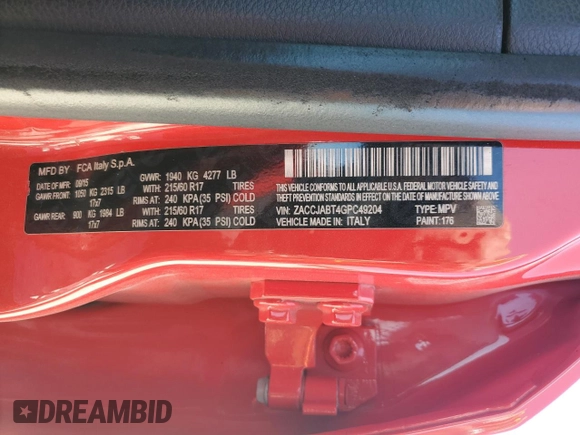 MFD BY FCA Italy S.p.A.
DATE OF MFR 09/15 GVWR: 1940 KG 4277 LB
GAWR FRONT: 1050 KG 2315 LB WITH: 215/60 R17 TIRES
17x7 RIMS AT: 240 KPA (35 PSI) COLD
GAWR REAR: 900 KG 1984 LB WITH: 215/60 R17 TIRES
17x7 RIMS AT: 240 KPA (35 PSI) COLD
THIS VEHICLE CONFORMS TO ALL APPLICABLE U.S.A. FEDERAL MOTOR VEHICLE SAFETY AND
THEFT PREVENTION STANDARDS IN EFFECT ON THE DATE OF MANUFACTURE SHOWN ABOVE.
VIN: ZACCJABT4GPC49204 TYPE: MPV
VEHICLE MADE IN: ITALY PAINT: 176
DREAMBID